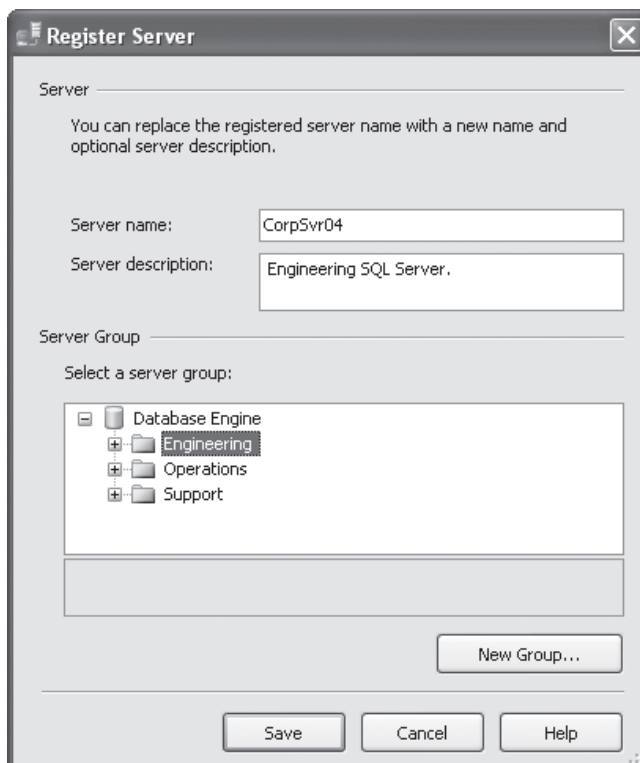 Register Server
Server
You can replace the registered server name with a new name and
optional server description.
Server name:
CorpSvr04
Server description:
Engineering SQL Server.
Server Group
Select a server group:
Database Engine
Engineering
Operations
Support
New Group...
Save
Cancel
Help